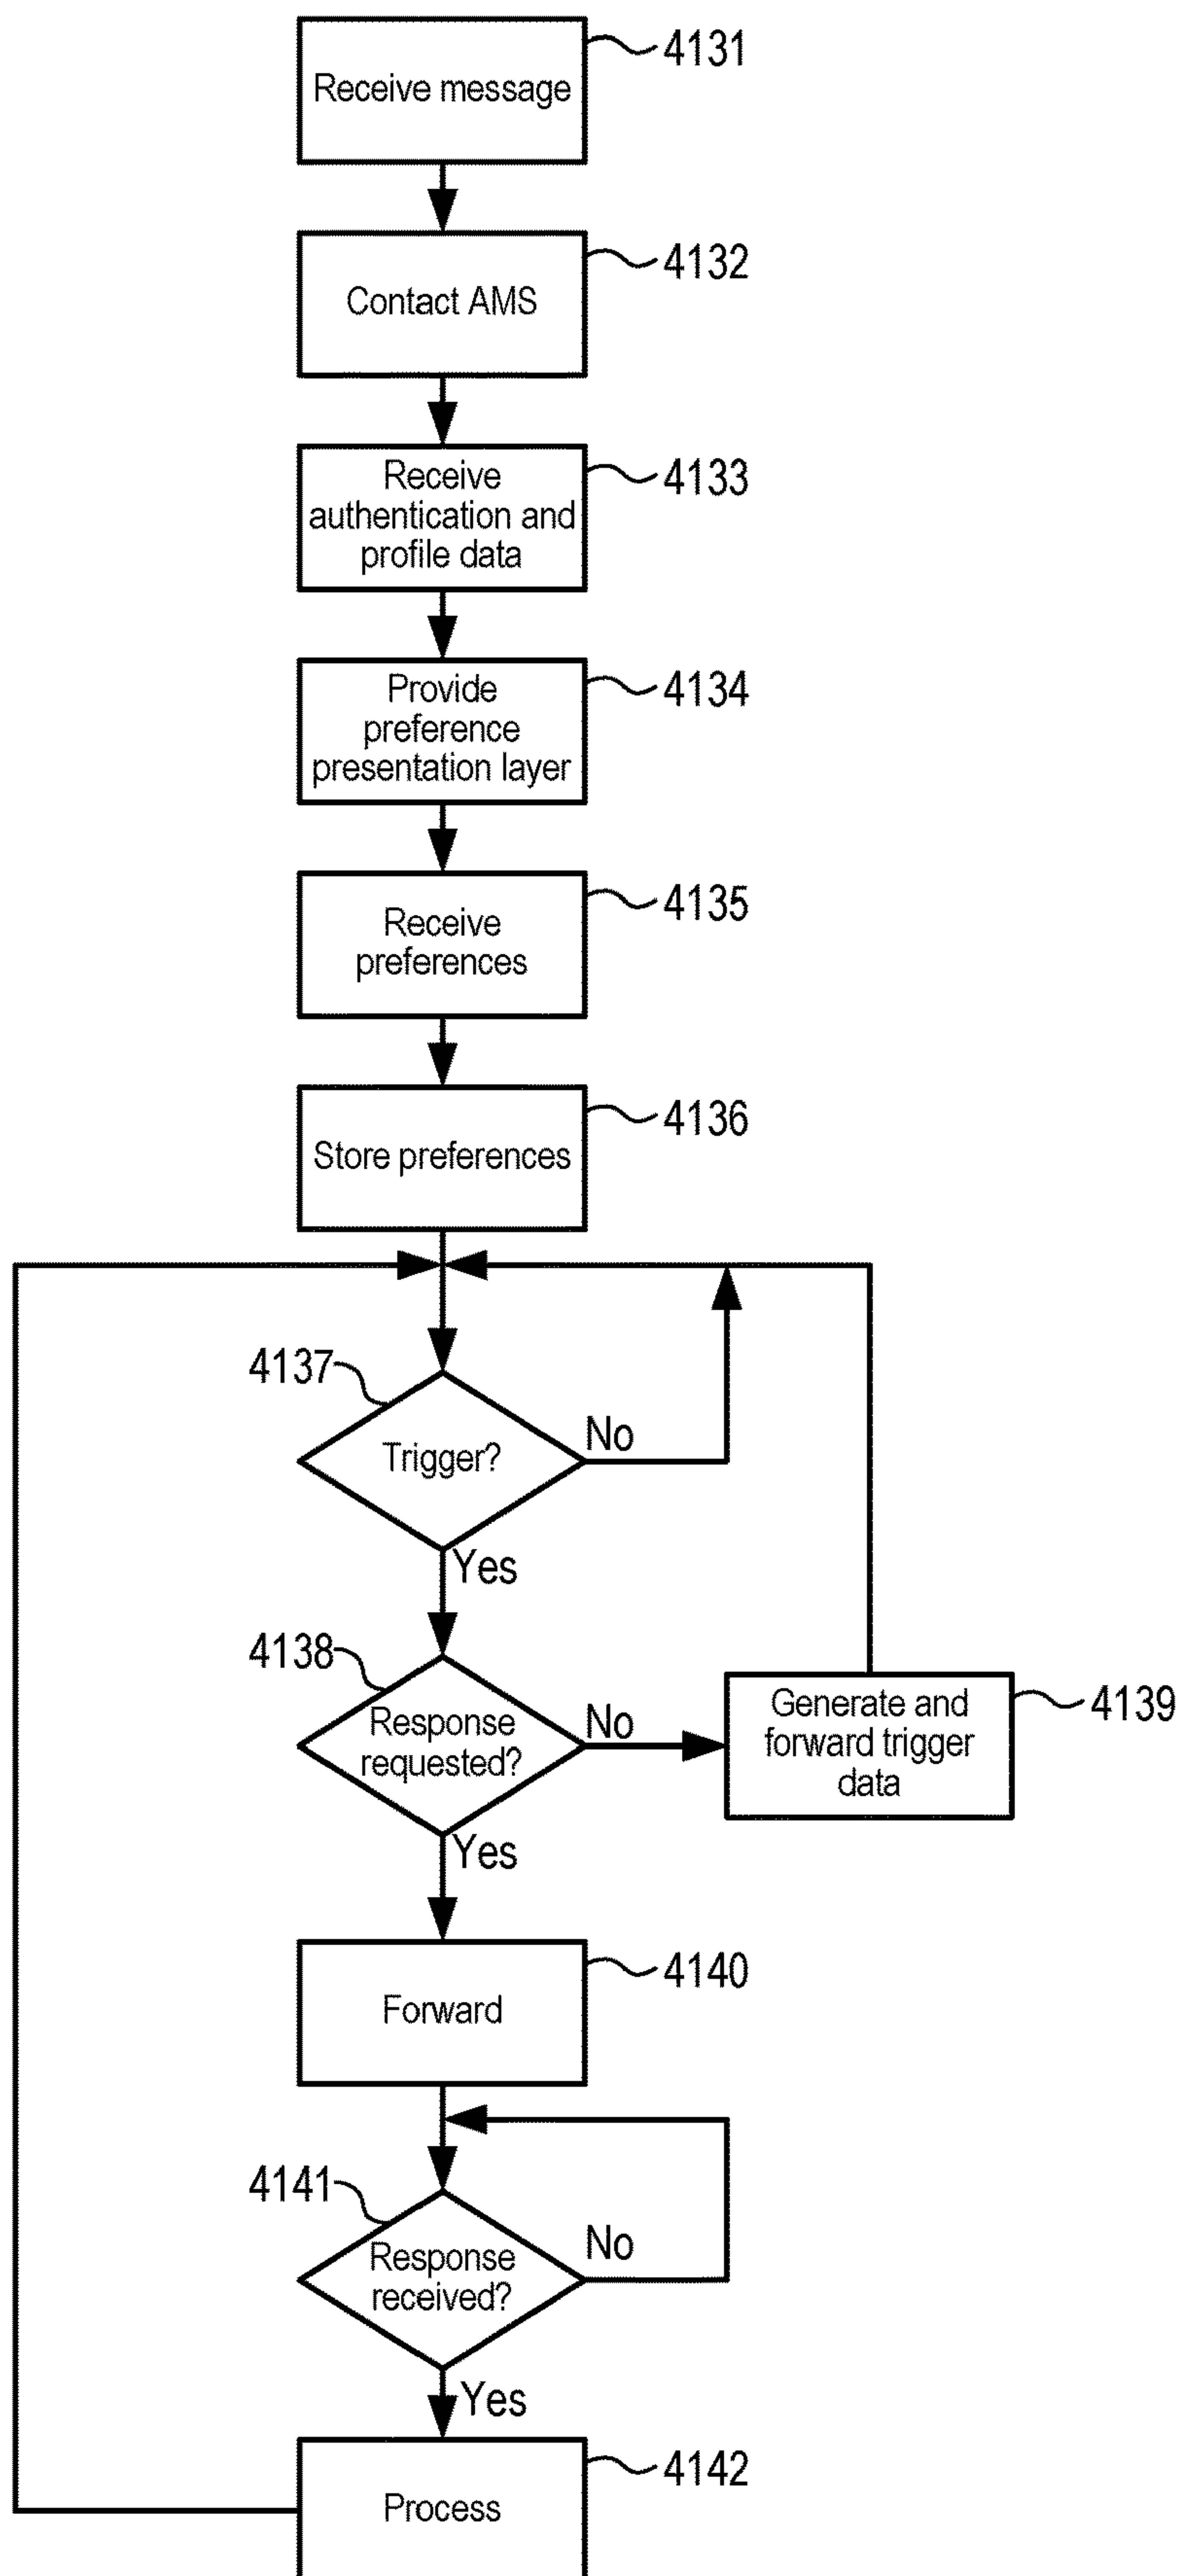 Receive message
4131
Contact AMS
4132
Receive
authentication and
profile data
4133
Provide
preference
presentation layer
4134
Receive
preferences
4135
Store preferences
4136
4137
Trigger?
No
Yes
4138
Response
requested?
No
Generate and
forward trigger
data
4139
Yes
Forward
4140
4141
Response
received?
No
Yes
Process
4142